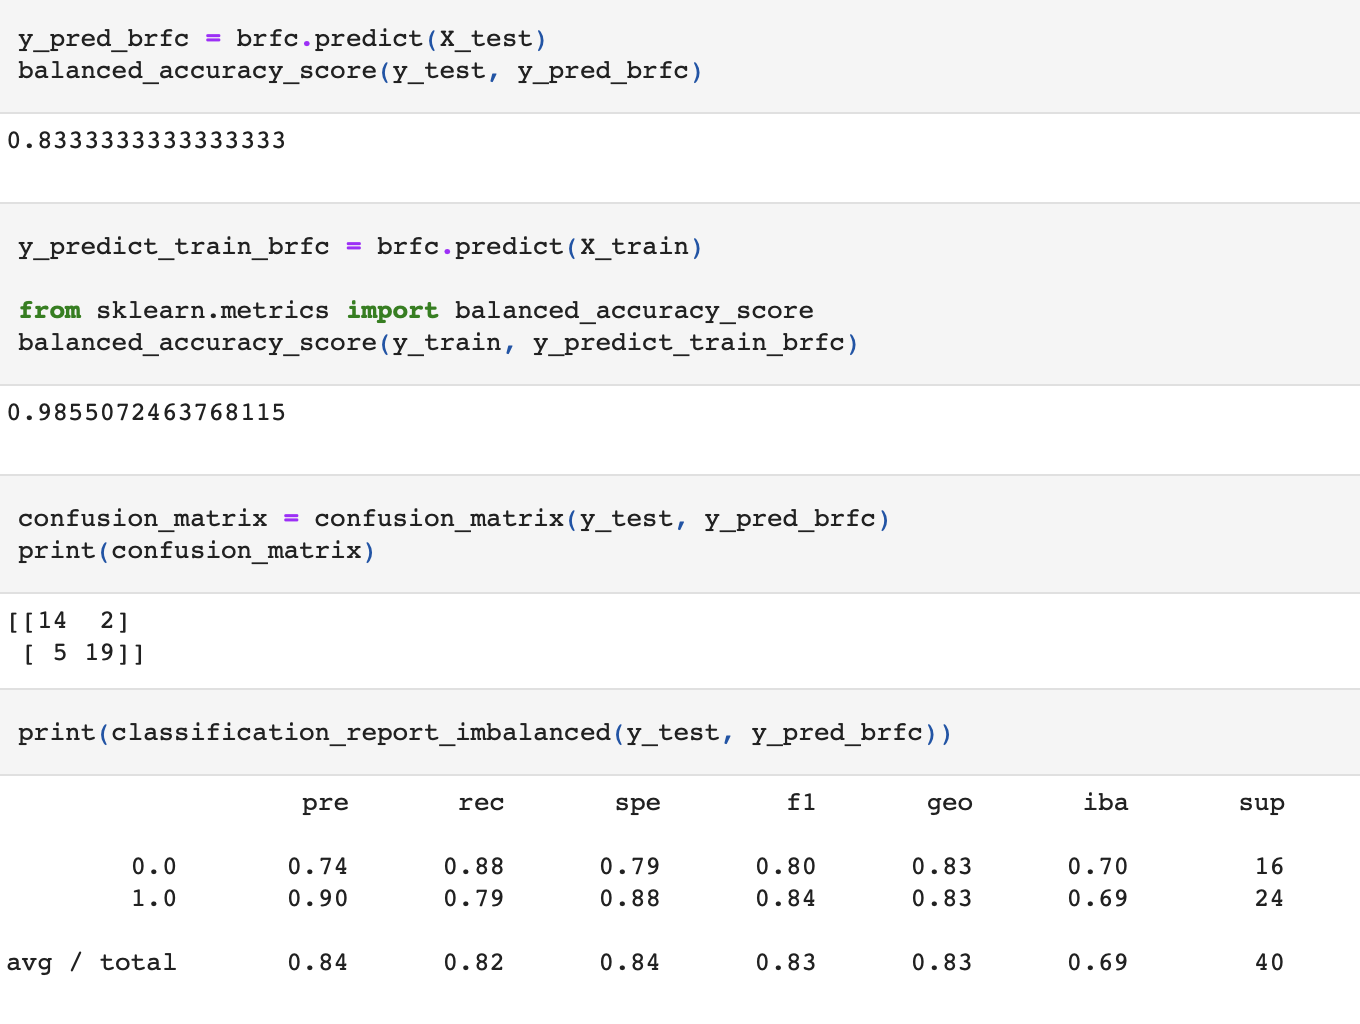 y_pred_brfc = brfc.predict(X_test)
balanced_accuracy_score(y_test, y_pred_brfc)
0.8333333333333333
y_predict_train_brfc = brfc.predict(X_train)
from sklearn.metrics import balanced_accuracy_score
balanced_accuracy_score(y_train, y_predict_train_brfc)
0.9855072463768115
confusion_matrix = confusion_matrix(y_test, y_pred_brfc)
print(confusion_matrix)
[[14  2]
 [ 5 19]]
print(classification_report_imbalanced(y_test, y_pred_brfc))
pre rec spe f1 geo iba sup
0.0 0.74 0.88 0.79 0.80 0.83 0.70 16
1.0 0.90 0.79 0.88 0.84 0.83 0.69 24
avg / total 0.84 0.82 0.84 0.83 0.83 0.69 40